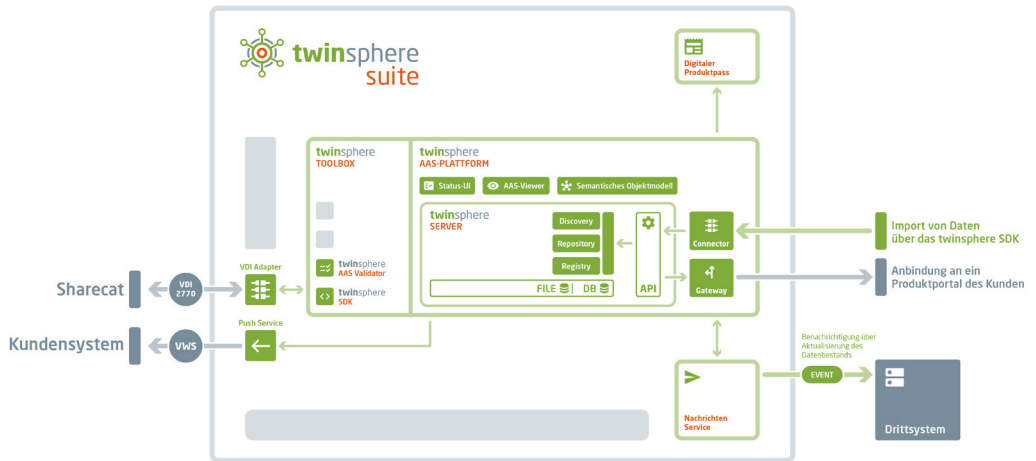 twinsphere
suite
Digitaler
Produktpass
twinsphere
TOOLBOX
twinsphere
AAS-PLATTFORM
Status-UI
AAS-Viewer
Semantisches Objektmodell
twinsphere
SERVER
Discovery
Repository
Registry
FILE
DB
API
Connector
Gateway
Import von Daten
über das twinsphere SDK
Anbindung an ein
Produktportal des Kunden
twinsphere
AAS Validator
twinsphere
SDK
VDI Adapter
Sharecat
VDI
2770
Push Service
Kundensystem
VWS
Nachrichten
Service
Benachrichtigung über
Aktualisierung des
Datenbestands
EVENT
Drittsystem